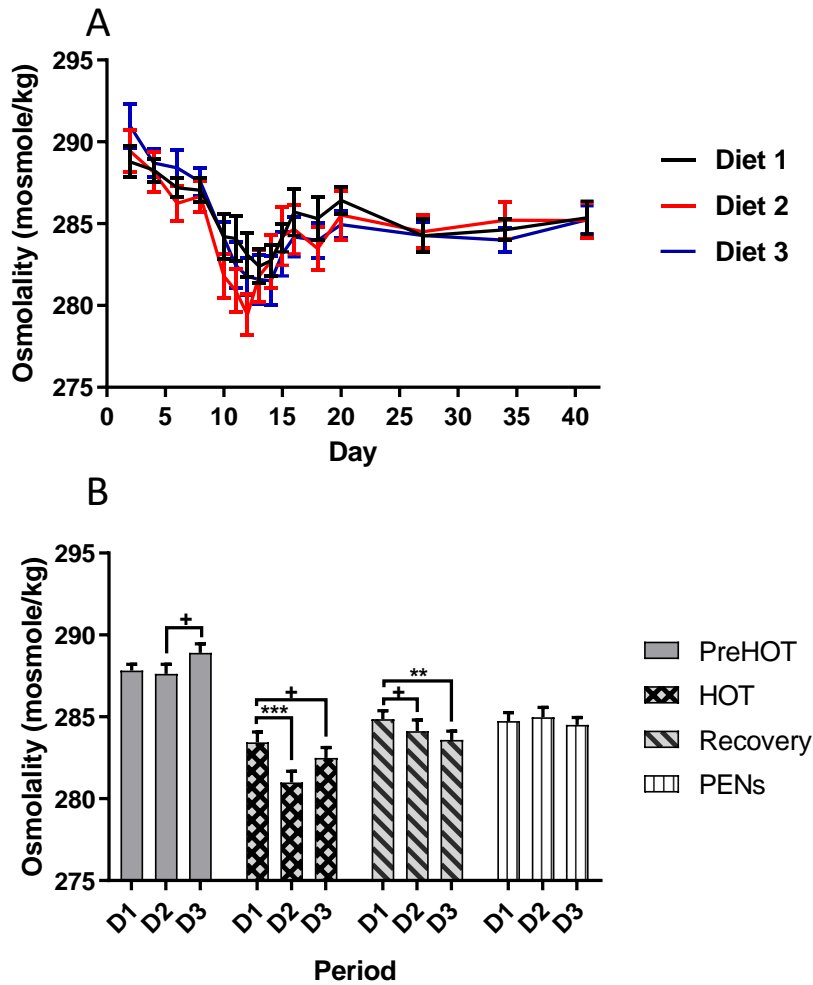 A
Osmolality (mosmole/kg)
295
290
285
280
275
0 5 10 15 20 25 30 35 40
Day
Diet 1
Diet 2
Diet 3
B
Osmolality (mosmole/kg)
295
290
285
280
275
+
***
+
+
**
D1 D2 D3 D1 D2 D3 D1 D2 D3 D1 D2 D3
Period
PreHOT
HOT
Recovery
PENs